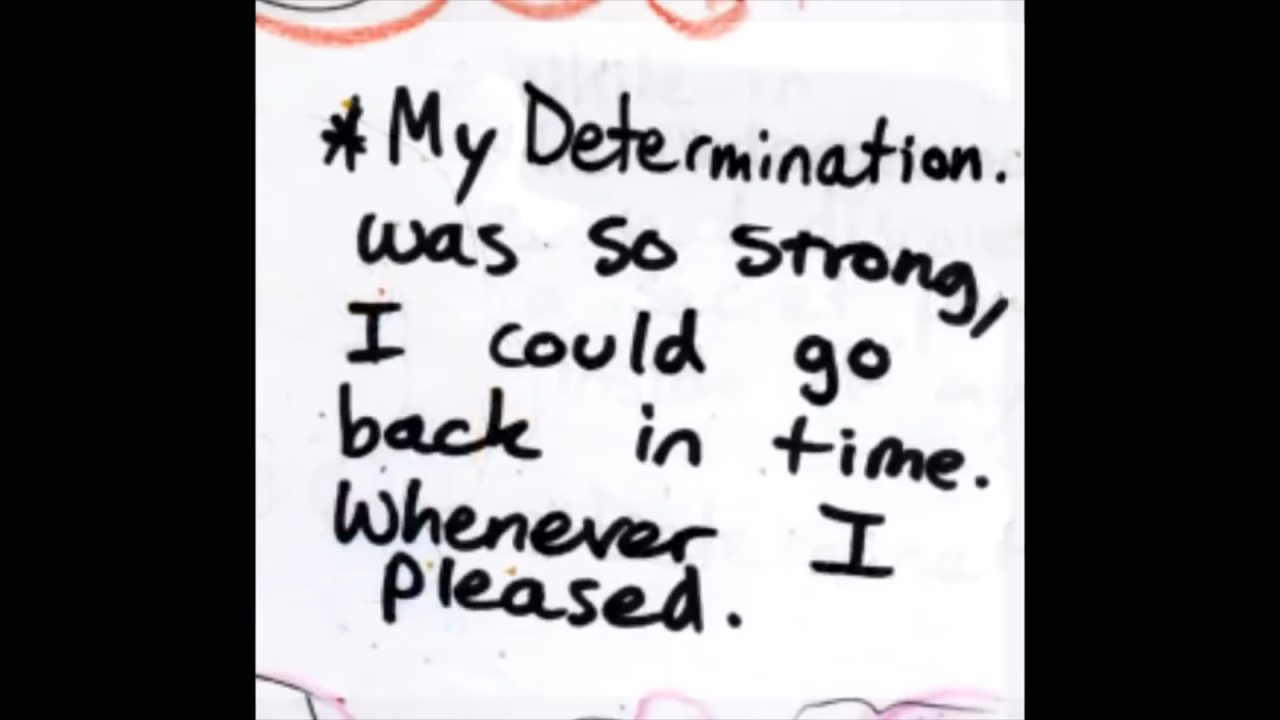 *My Determination.
was so strong,
I could go
back in time.
Whenever I
pleased.